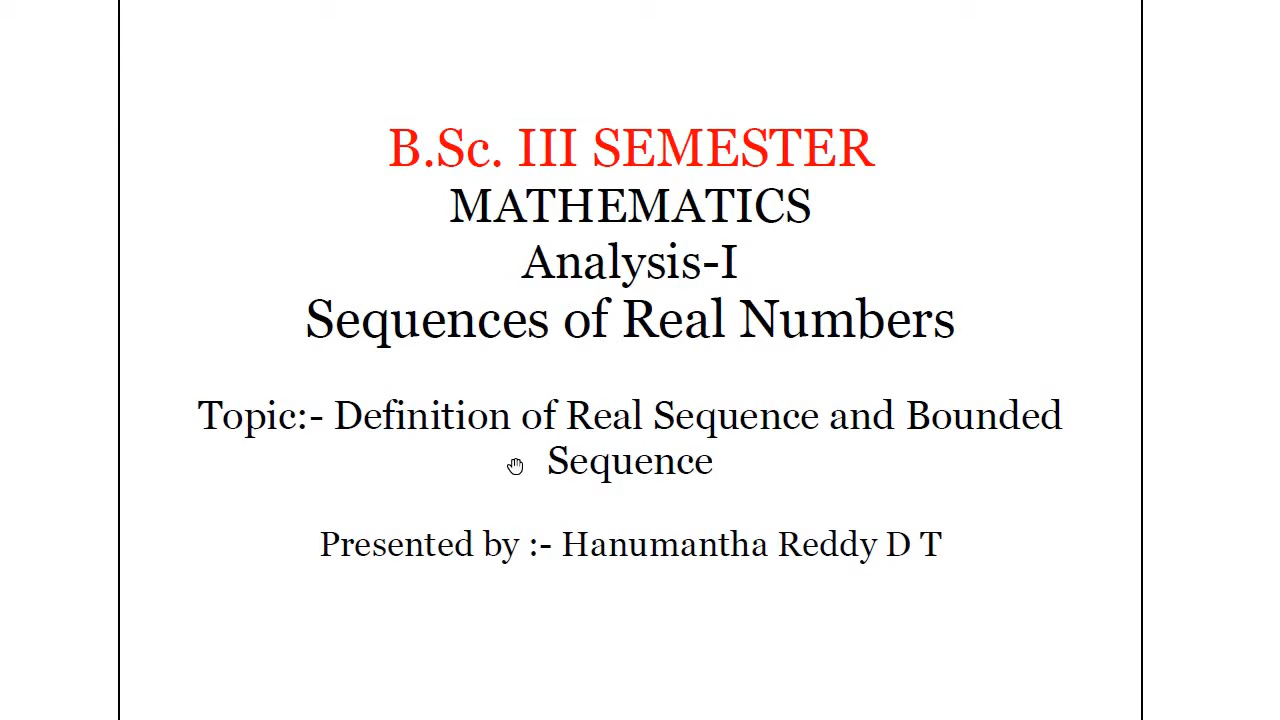 B.Sc. III SEMESTER
MATHEMATICS
Analysis-I
Sequences of Real Numbers
Topic:- Definition of Real Sequence and Bounded
Sequence
Presented by :- Hanumantha Reddy D T